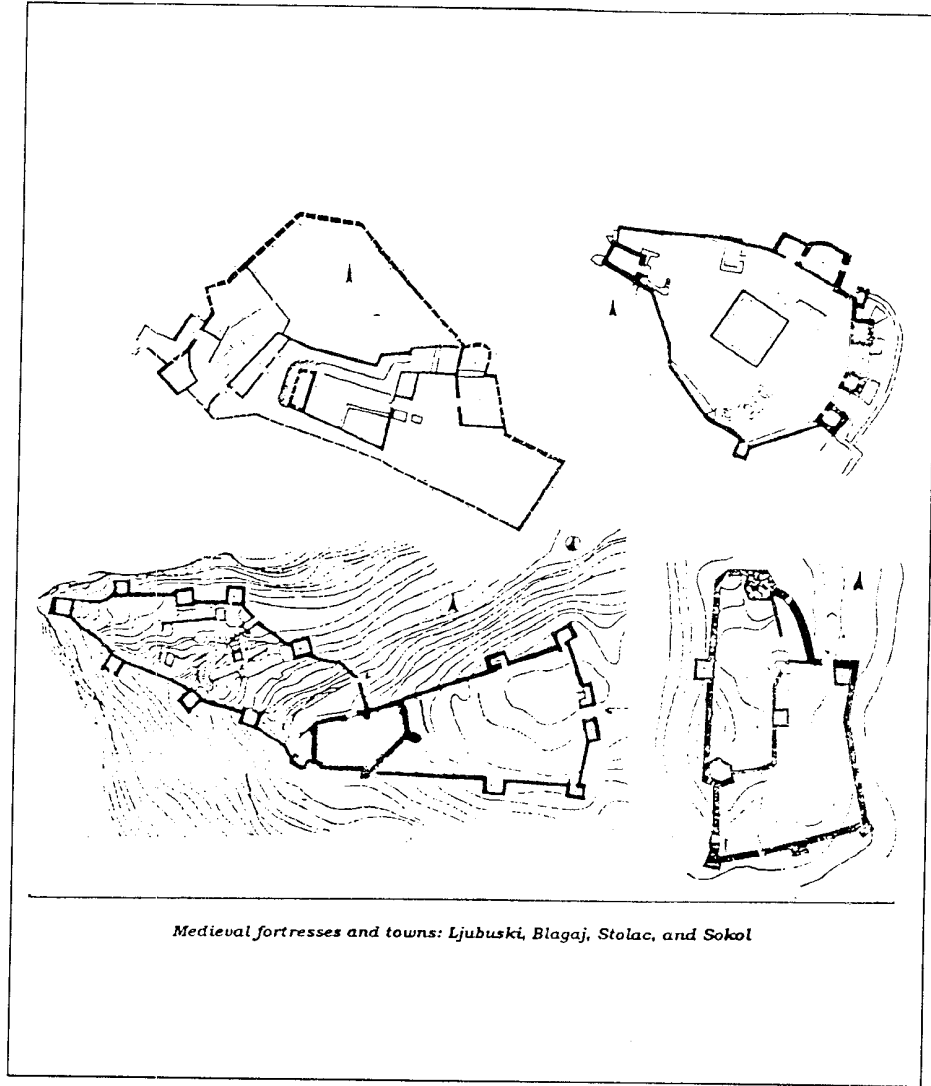 Medieval fortresses and towns: Ljubuski, Blagaj, Stolac, and Sokol